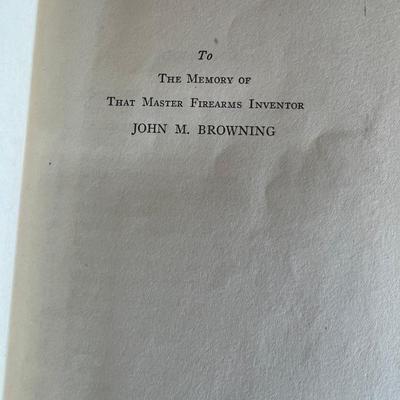 To
The Memory of
That Master Firearms Inventor
JOHN M. BROWNING